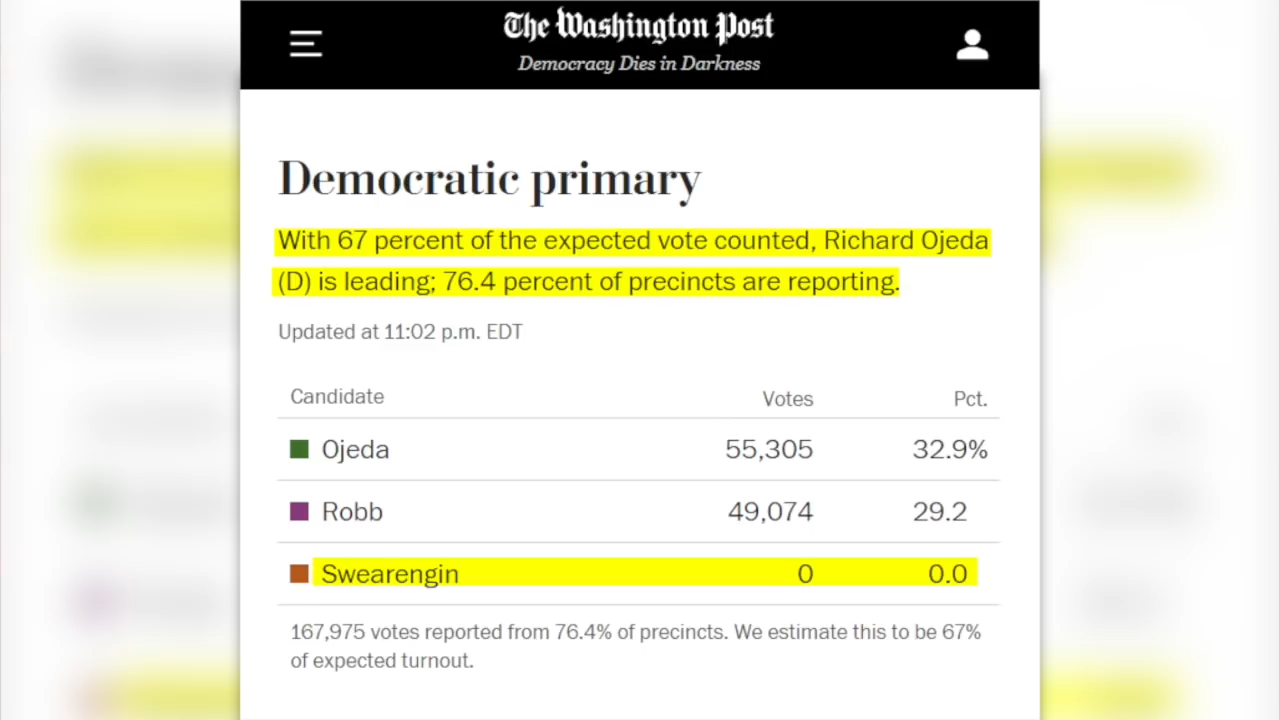 The Washington Post
Democracy Dies in Darkness
Democratic primary
With 67 percent of the expected vote counted, Richard Ojeda
(D) is leading; 76.4 percent of precincts are reporting.
Updated at 11:02 p.m. EDT
Candidate Votes Pct.
Ojeda 55,305 32.9%
Robb 49,074 29.2
Swearengin 0 0.0
167,975 votes reported from 76.4% of precincts. We estimate this to be 67%
of expected turnout.